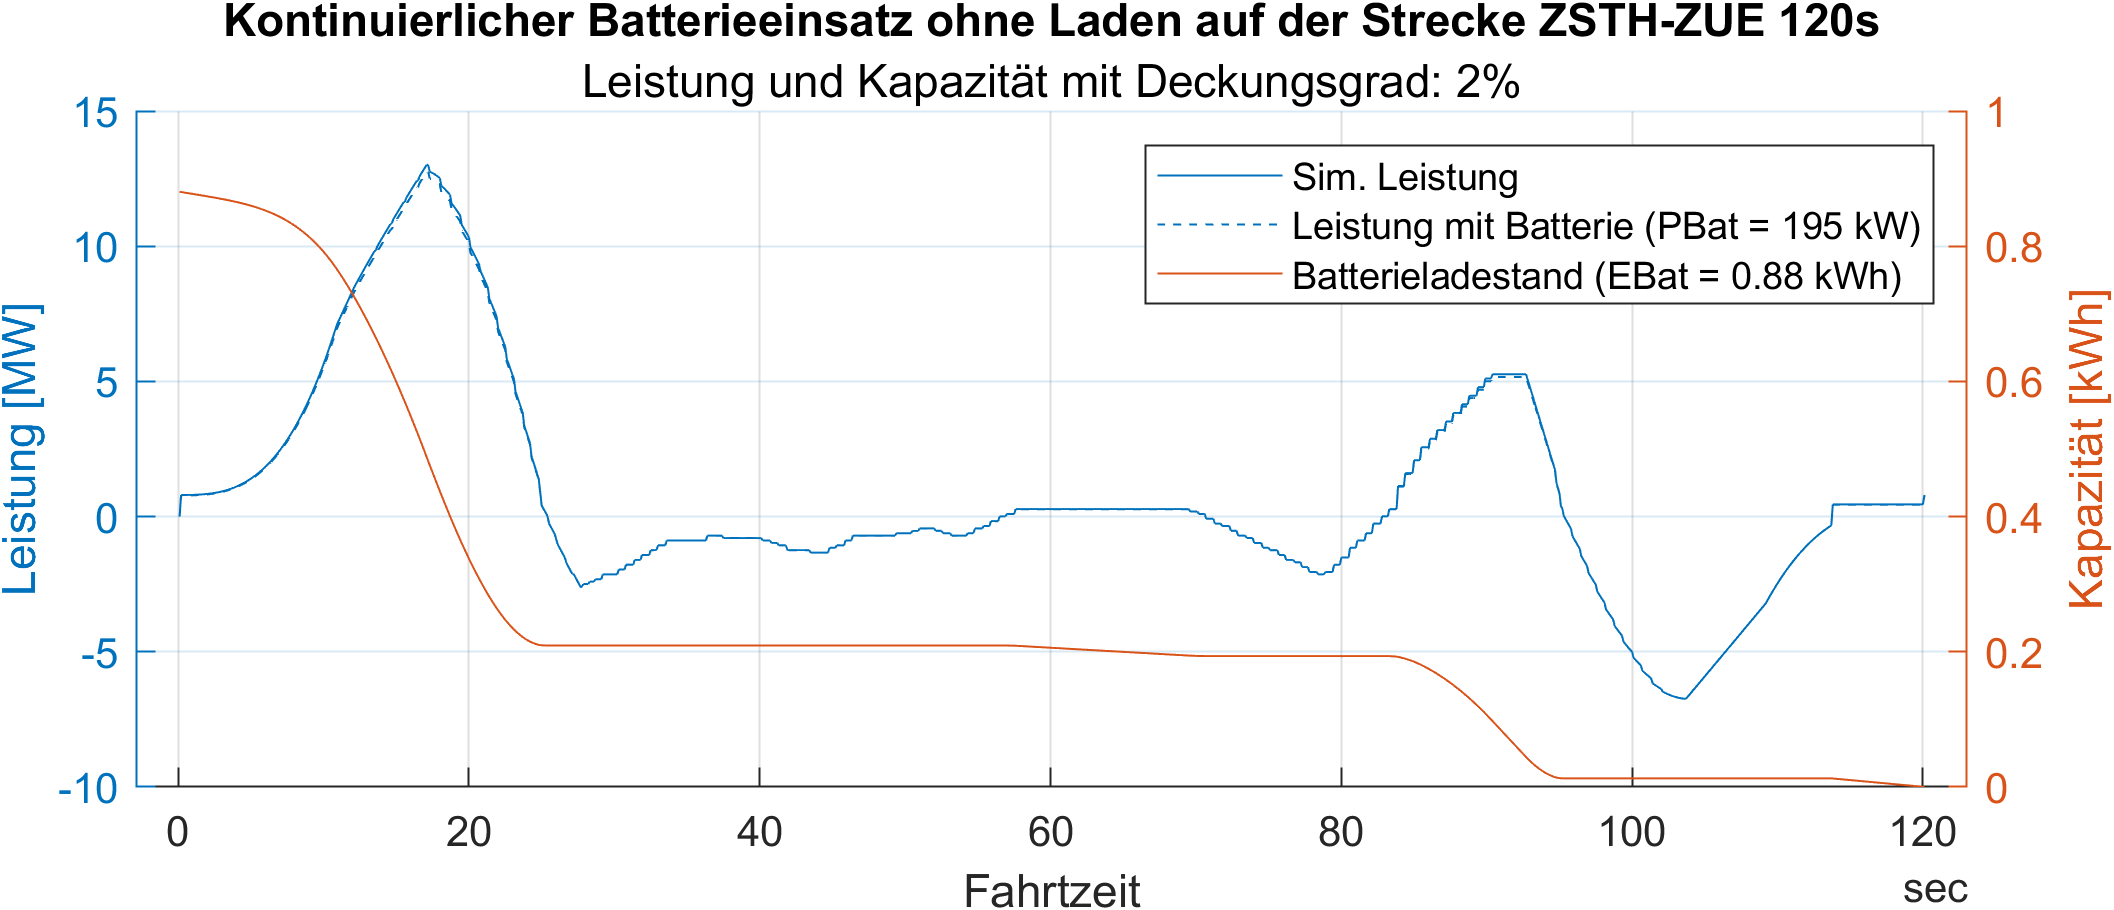 Kontinuierlicher Batterieeinsatz ohne Laden auf der Strecke ZSTH-ZUE 120s
Leistung und Kapazität mit Deckungsgrad: 2%
15
10
5
0
-5
-10
Leistung [MW]
Sim. Leistung
Leistung mit Batterie (PBat = 195 kW)
Batterieladestand (EBat = 0.88 kWh)
1
0.8
0.6
0.4
0.2
0
Kapazität [kWh]
0 20 40 60 80 100 120
Fahrtzeit
sec